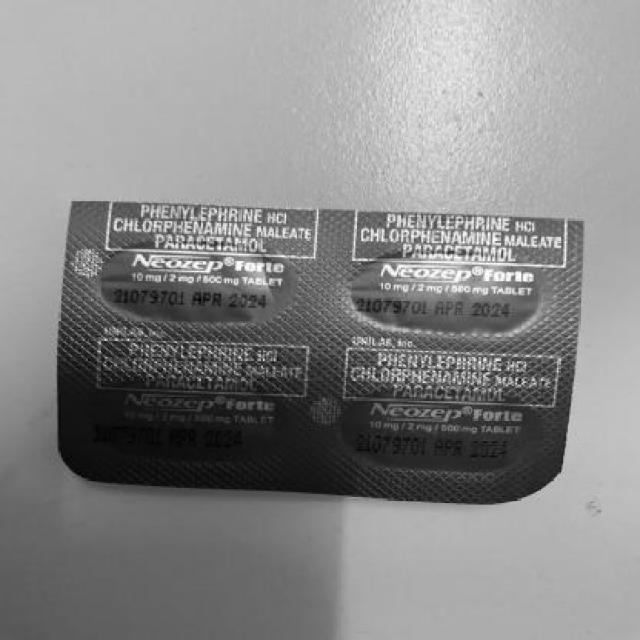 PHENYLEPHRINE HCl
CHLORPHENAMINE MALEATE
PARACETAMOL
Neozep® Forte
10 mg / 2 mg / 500 mg TABLET
21079701 APR 2024
PHENYLEPHRINE HCl
CHLORPHENAMINE MALEATE
PARACETAMOL
Neozep® Forte
10 mg / 2 mg / 500 mg TABLET
21079701 APR 2024
UNILAB, Inc.
PHENYLEPHRINE HCl
CHLORPHENAMINE MALEATE
PARACETAMOL
Neozep® Forte
10 mg / 2 mg / 500 mg TABLET
21079701 APR 2024
UNILAB, Inc.
PHENYLEPHRINE HCl
CHLORPHENAMINE MALEATE
PARACETAMOL
Neozep® Forte
10 mg / 2 mg / 500 mg TABLET
21079701 APR 2024